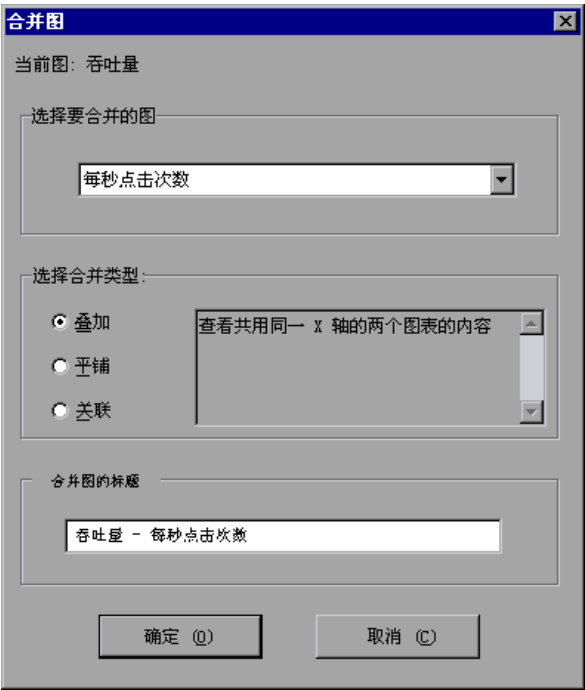 合并图
当前图: 吞吐量
选择要合并的图
每秒点击次数
选择合并类型:
叠加
查看共用同一 X 轴的两个图表的内容
平铺
关联
合并图的标题
吞吐量 - 每秒点击次数
确定 (O)
取消 (C)